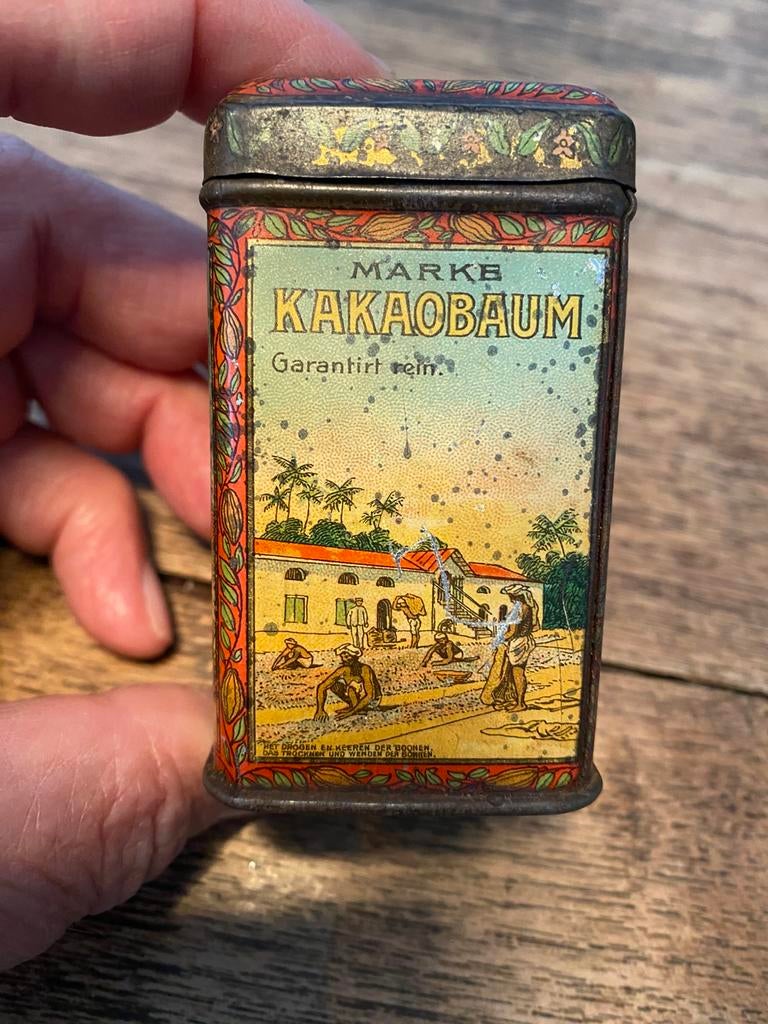 MARKE
KAKAOBAUM
Garantirt rein.
HET DROGEN EN KEEREN DER BOONEN.
DAS TROCKNEN UND WENDEN DER BOHNEN.